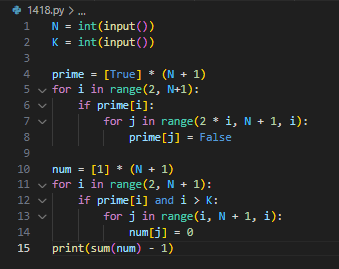 1418.py > ...
1 N = int(input())
2 K = int(input())
3
4 prime = [True] * (N + 1)
5 for i in range(2, N+1):
6     if prime[i]:
7         for j in range(2 * i, N + 1, i):
8             prime[j] = False
9
10 num = [1] * (N + 1)
11 for i in range(2, N + 1):
12     if prime[i] and i > K:
13         for j in range(i, N + 1, i):
14             num[j] = 0
15 print(sum(num) - 1)